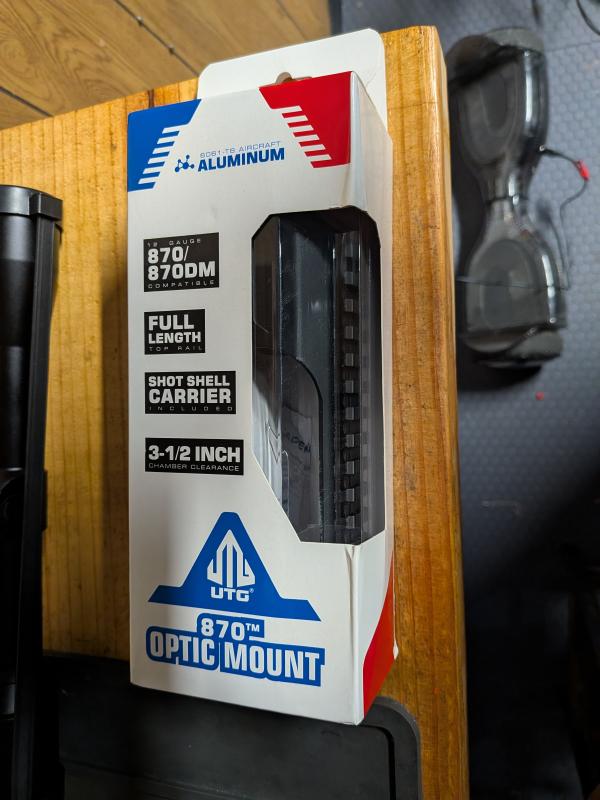 6061-T6 AIRCRAFT
ALUMINUM
12 GAUGE
870/
870DM
COMPATIBLE
FULL
LENGTH
TOP RAIL
SHOT SHELL
CARRIER
INCLUDED
3-1/2 INCH
CHAMBER CLEARANCE
UTG®
870™
OPTIC MOUNT